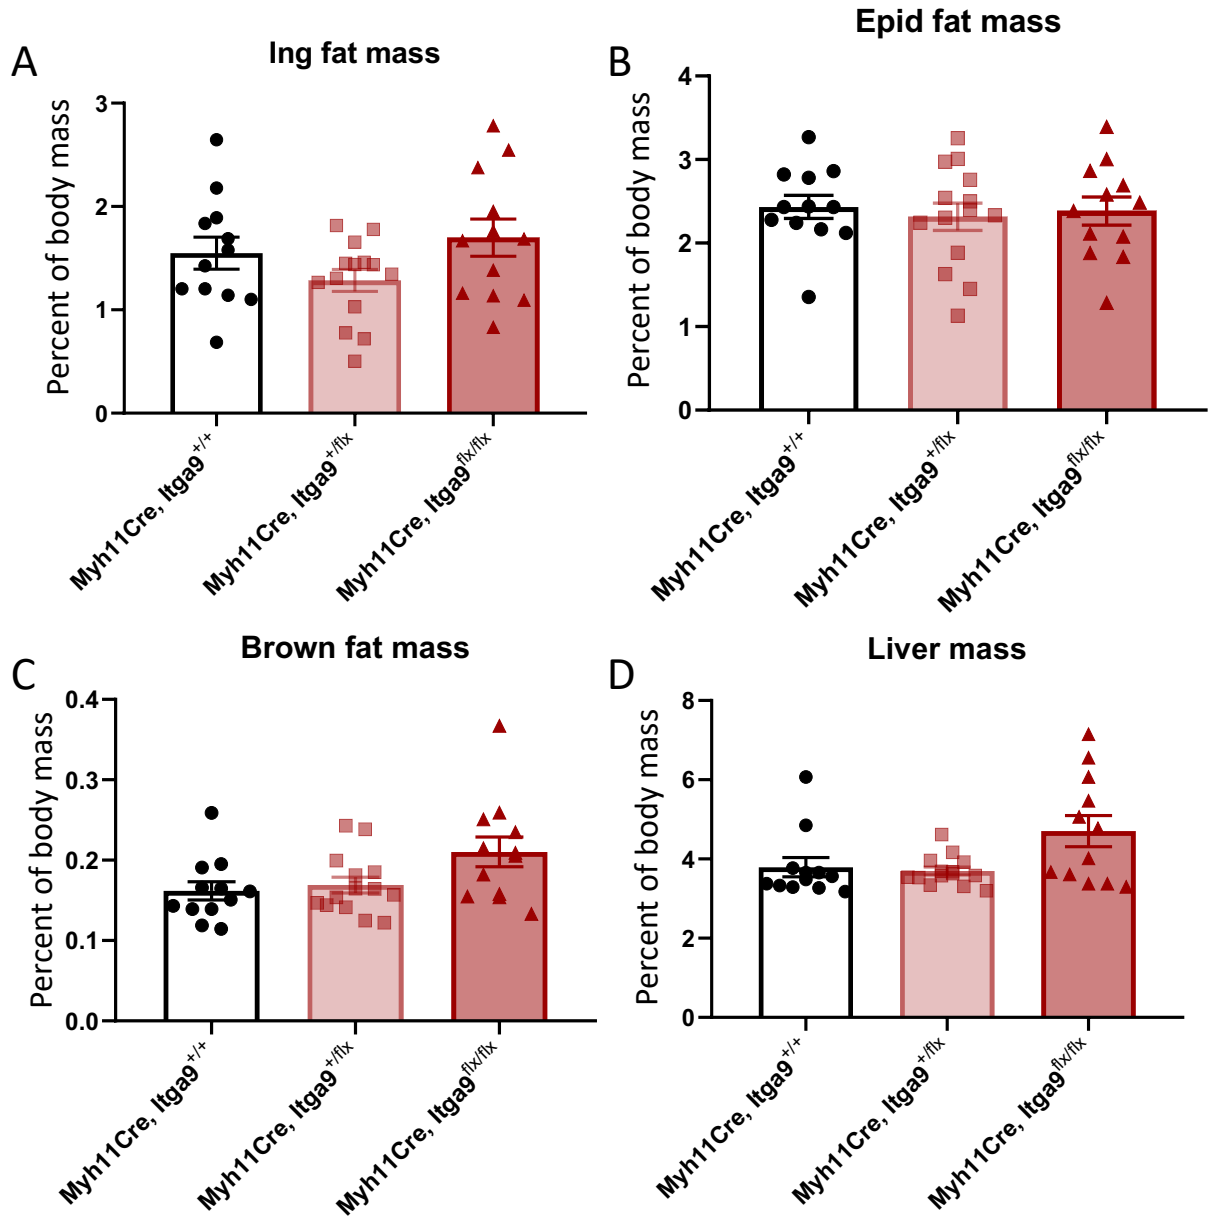 A
Ing fat mass
Percent of body mass
3
2
1
0
Myh11Cre, Itga9+/+
Myh11Cre, Itga9+/flx
Myh11Cre, Itga9flx/flx
B
Epid fat mass
Percent of body mass
4
3
2
1
0
Myh11Cre, Itga9+/+
Myh11Cre, Itga9+/flx
Myh11Cre, Itga9flx/flx
C
Brown fat mass
Percent of body mass
0.4
0.3
0.2
0.1
0.0
Myh11Cre, Itga9+/+
Myh11Cre, Itga9+/flx
Myh11Cre, Itga9flx/flx
D
Liver mass
Percent of body mass
8
6
4
2
0
Myh11Cre, Itga9+/+
Myh11Cre, Itga9+/flx
Myh11Cre, Itga9flx/flx